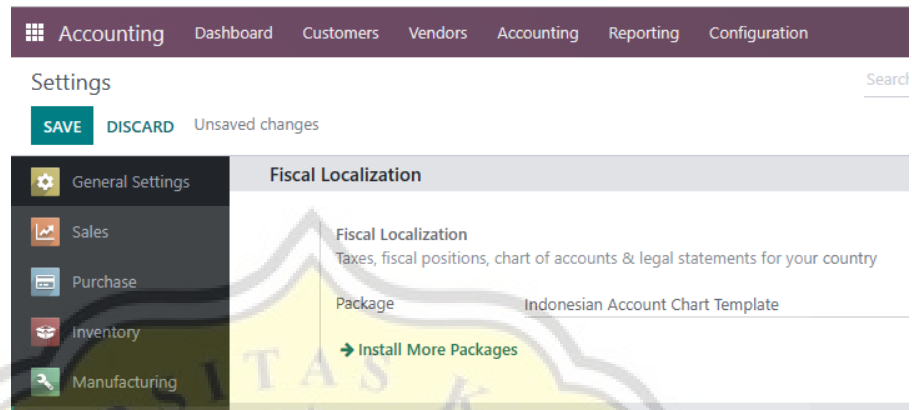 Accounting Dashboard Customers Vendors Accounting Reporting Configuration
Settings
Search
SAVE DISCARD Unsaved changes
General Settings
Fiscal Localization
Sales
Fiscal Localization
Taxes, fiscal positions, chart of accounts & legal statements for your country
Purchase
Package Indonesian Account Chart Template
Inventory
➔ Install More Packages
Manufacturing
SITAS K